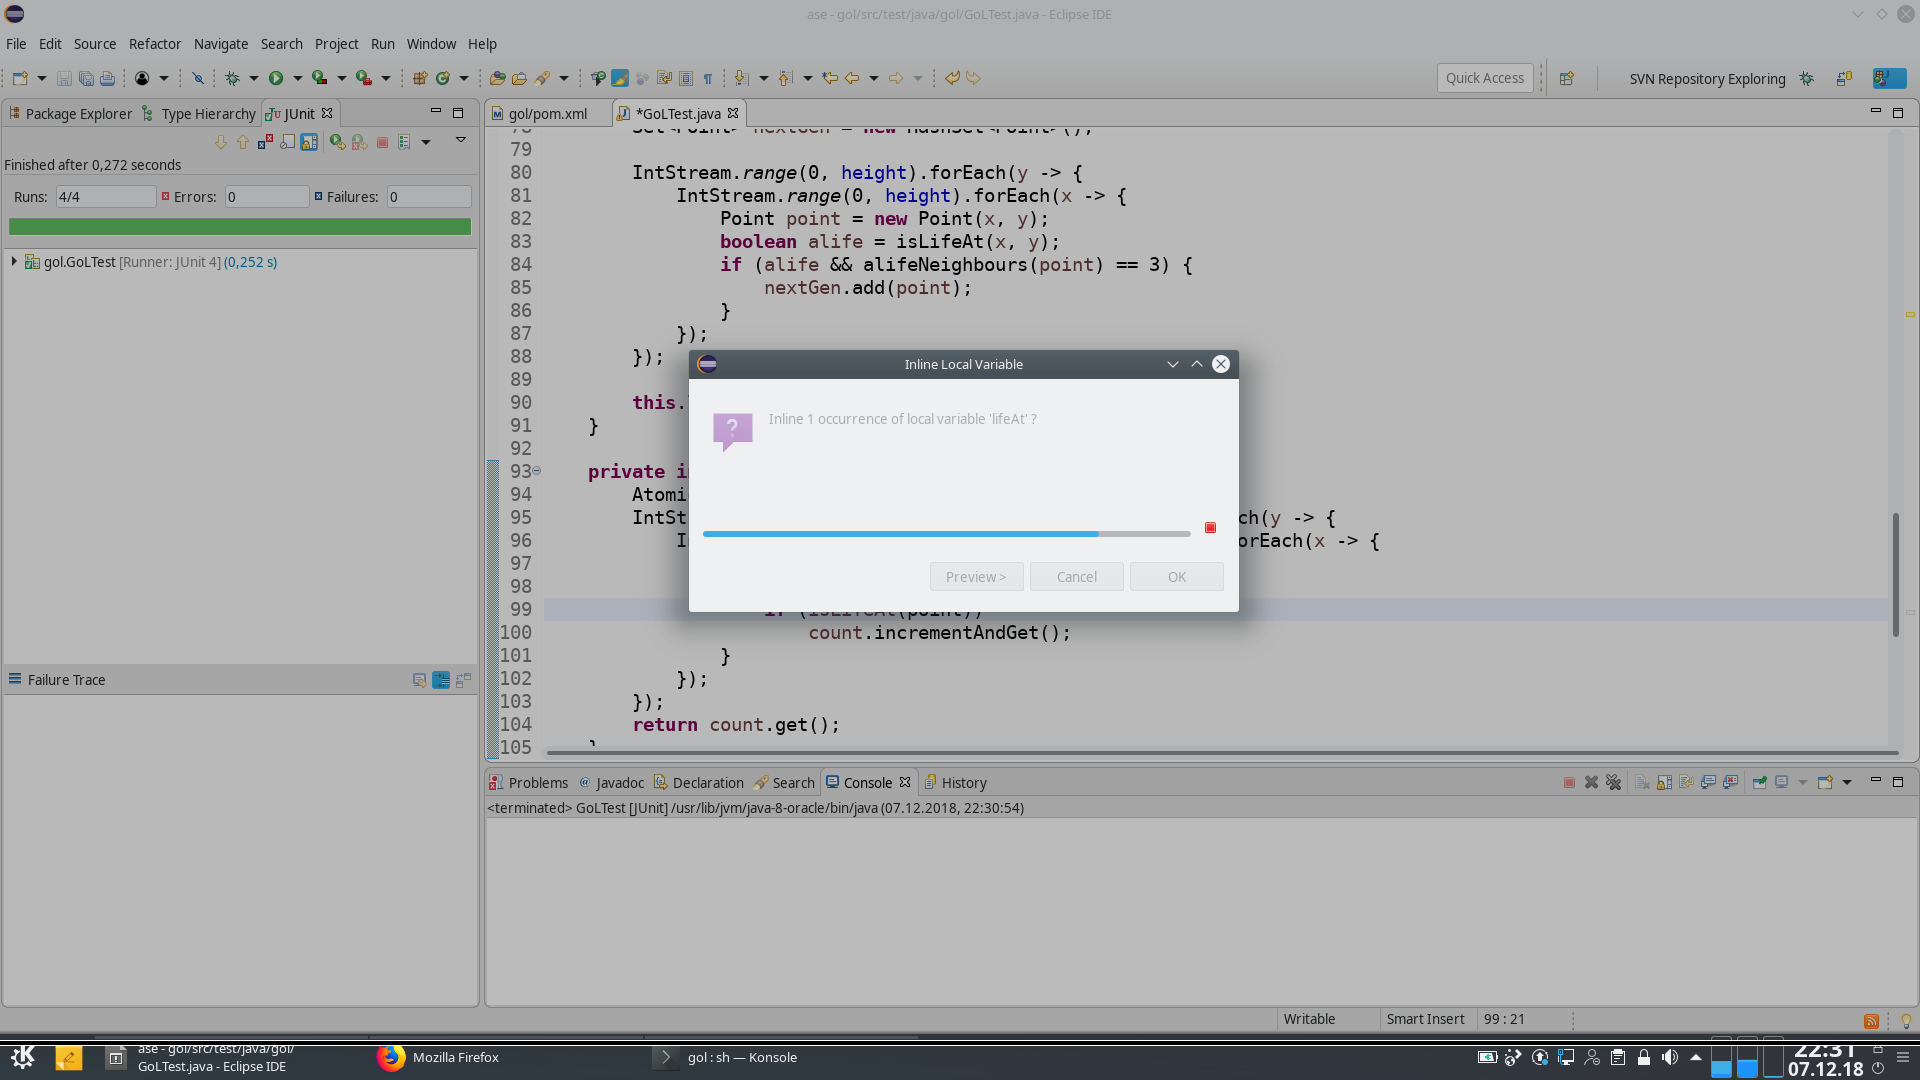 ase - gol/src/test/java/gol/GoLTest.java - Eclipse IDE
File Edit Source Refactor Navigate Search Project Run Window Help
Quick Access
SVN Repository Exploring
Package Explorer Type Hierarchy JUnit
Finished after 0,272 seconds
Runs: 4/4 Errors: 0 Failures: 0
gol.GoLTest [Runner: JUnit 4] (0,252 s)
Failure Trace
gol/pom.xml *GoLTest.java
78 Set<Point> nextGen = new HashSet<Point>();
79
80 IntStream.range(0, height).forEach(y -> {
81 IntStream.range(0, height).forEach(x -> {
82 Point point = new Point(x, y);
83 boolean alife = isLifeAt(x, y);
84 if (alife && alifeNeighbours(point) == 3) {
85 nextGen.add(point);
86 }
87 });
88 });
89
90 this.
91 }
92
93 private i
94 Atomi
95 IntSt ch(y -> {
96 I orEach(x -> {
97
98
99 if (isLifeAt(point))
100 count.incrementAndGet();
101 }
102 });
103 });
104 return count.get();
105 }
Inline Local Variable
Inline 1 occurrence of local variable 'lifeAt' ?
Preview > Cancel OK
Problems Javadoc Declaration Search Console History
<terminated> GoLTest [JUnit] /usr/lib/jvm/java-8-oracle/bin/java (07.12.2018, 22:30:54)
Writable Smart Insert 99 : 21
ase - gol/src/test/java/gol/
GoLTest.java - Eclipse IDE
Mozilla Firefox
gol : sh — Konsole
22:31
07.12.18